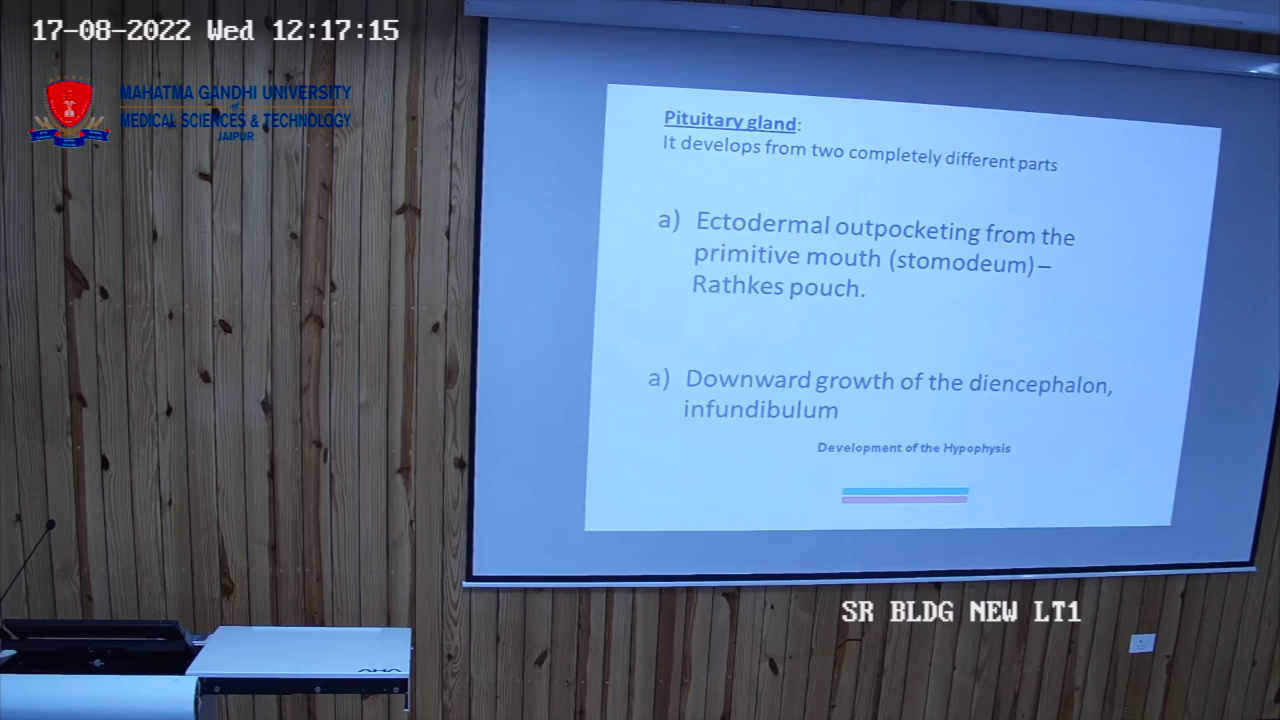 17-08-2022 Wed 12:17:15
MAHATMA GANDHI UNIVERSITY
of
MEDICAL SCIENCES & TECHNOLOGY
JAIPUR
Pituitary gland:
It develops from two completely different parts
a) Ectodermal outpocketing from the
primitive mouth (stomodeum) –
Rathkes pouch.
a) Downward growth of the diencephalon,
infundibulum
Development of the Hypophysis
SR BLDG NEW LT1
AHA